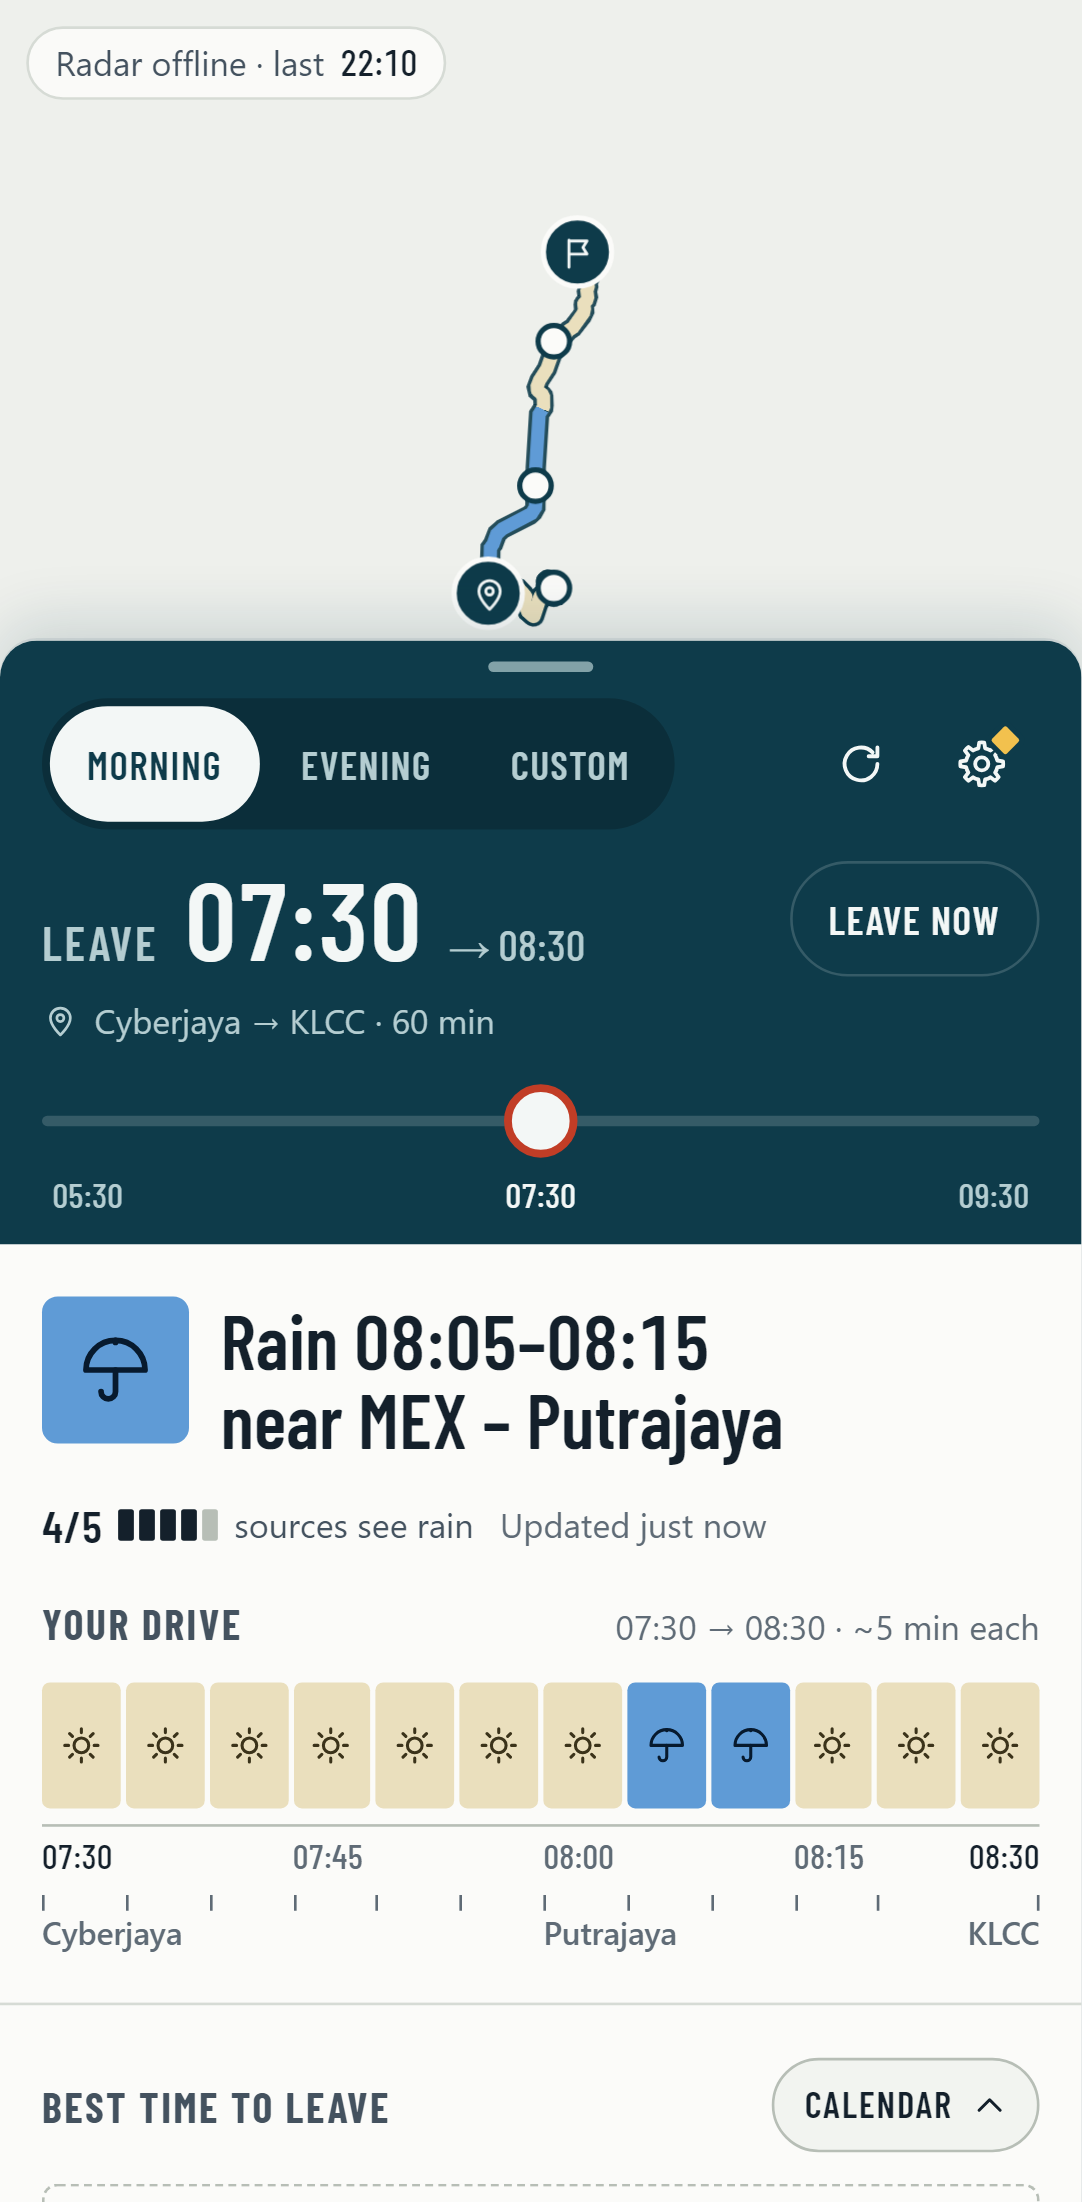 Radar offline · last 22:10
MORNING EVENING CUSTOM
LEAVE 07:30 → 08:30 LEAVE NOW
Cyberjaya → KLCC · 60 min
05:30 07:30 09:30
Rain 08:05–08:15
near MEX – Putrajaya
4/5 sources see rain Updated just now
YOUR DRIVE 07:30 → 08:30 · ~5 min each
07:30 07:45 08:00 08:15 08:30
Cyberjaya Putrajaya KLCC
BEST TIME TO LEAVE CALENDAR